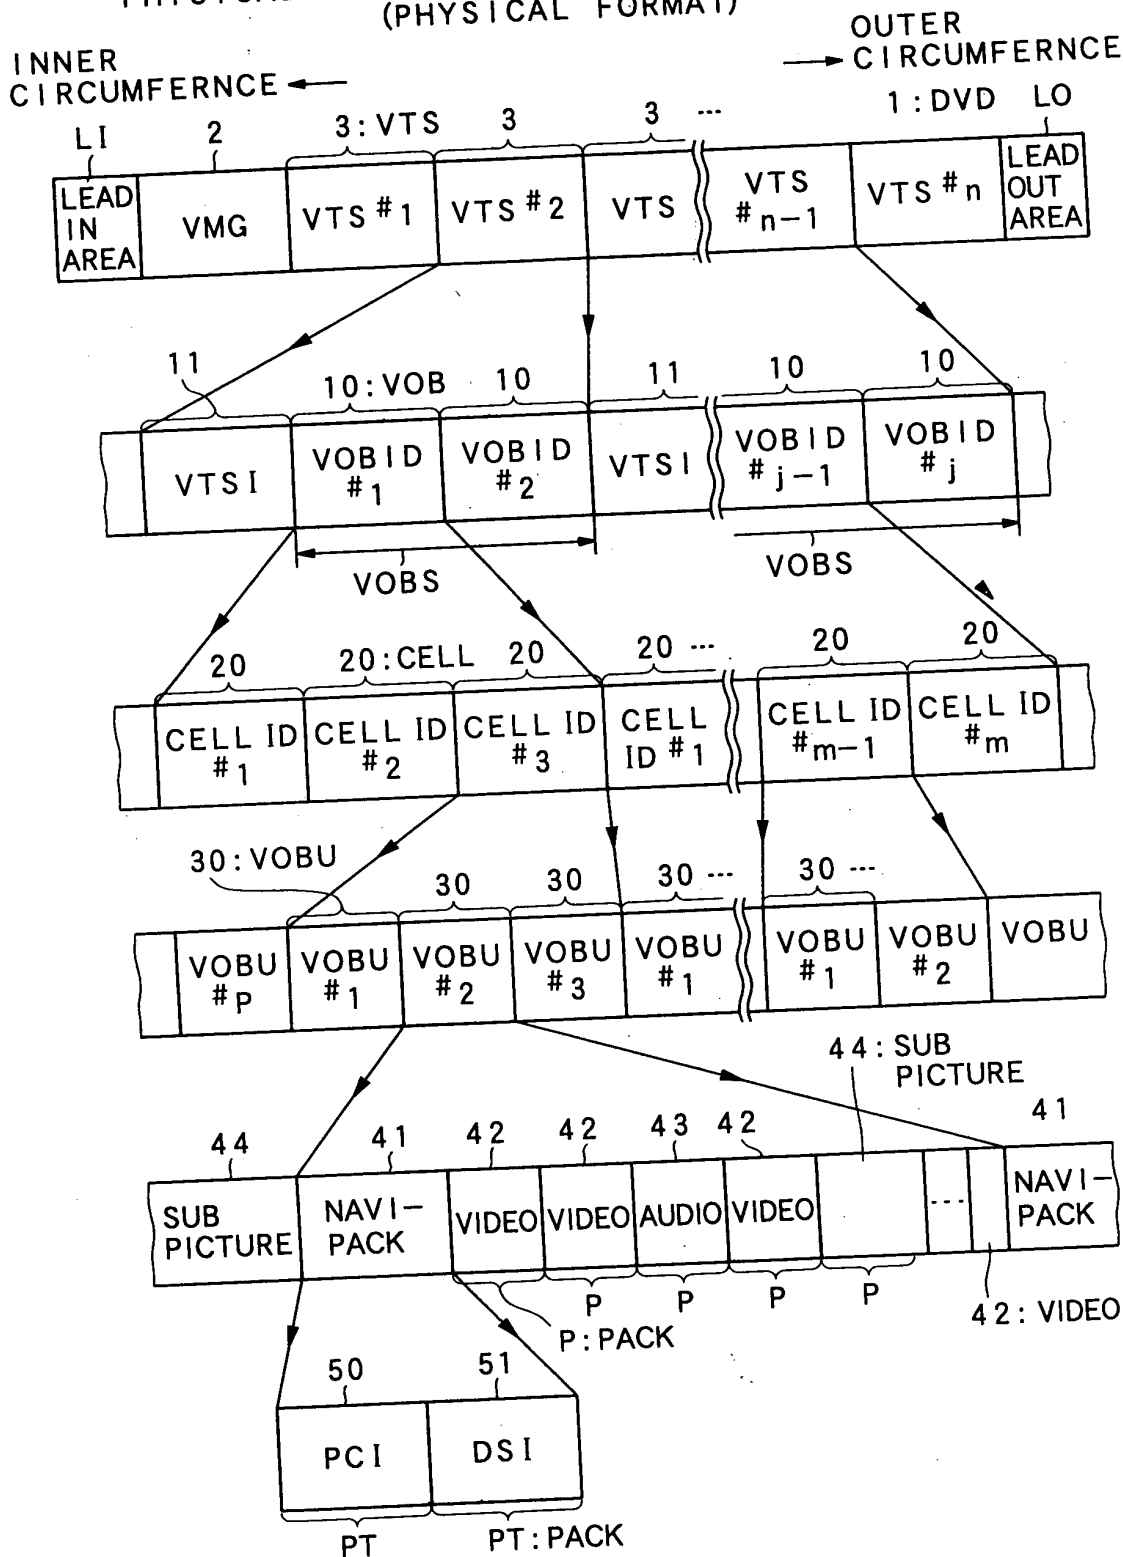 (PHYSICAL FORMAT)
INNER
CIRCUMFERNCE
OUTER
CIRCUMFERNCE
LI
2
3:VTS
3
3 ...
1:DVD
LO
LEAD
IN
AREA
VMG
VTS #1
VTS #2
VTS
VTS
#n-1
VTS #n
LEAD
OUT
AREA
11
10:VOB
10
11
10
10
VTSI
VOBID
#1
VOBID
#2
VTSI
VOBID
#j-1
VOBID
#j
VOBS
VOBS
20
20:CELL
20
20 ...
20
20
CELL ID
#1
CELL ID
#2
CELL ID
#3
CELL
ID #1
CELL ID
#m-1
CELL ID
#m
30:VOBU
30
30
30 ...
30 ...
VOBU
#P
VOBU
#1
VOBU
#2
VOBU
#3
VOBU
#1
VOBU
#1
VOBU
#2
VOBU
44:SUB
PICTURE
44
41
42
42
43
42
41
SUB
PICTURE
NAVI-
PACK
VIDEO
VIDEO
AUDIO
VIDEO
...
NAVI-
PACK
P
P
P
P
P:PACK
42:VIDEO
50
51
PCI
DSI
PT
PT:PACK